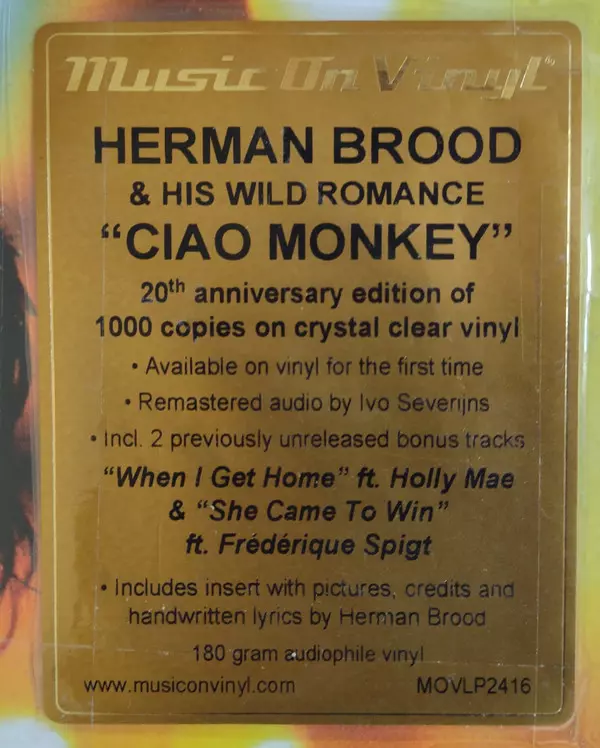 Music On Vinyl®
HERMAN BROOD
& HIS WILD ROMANCE
“CIAO MONKEY”
20th anniversary edition of
1000 copies on crystal clear vinyl
• Available on vinyl for the first time
• Remastered audio by Ivo Severijns
• Incl. 2 previously unreleased bonus tracks
“When I Get Home” ft. Holly Mae
& “She Came To Win”
ft. Frédérique Spigt
• Includes insert with pictures, credits and
handwritten lyrics by Herman Brood
180 gram audiophile vinyl
www.musiconvinyl.com MOVLP2416